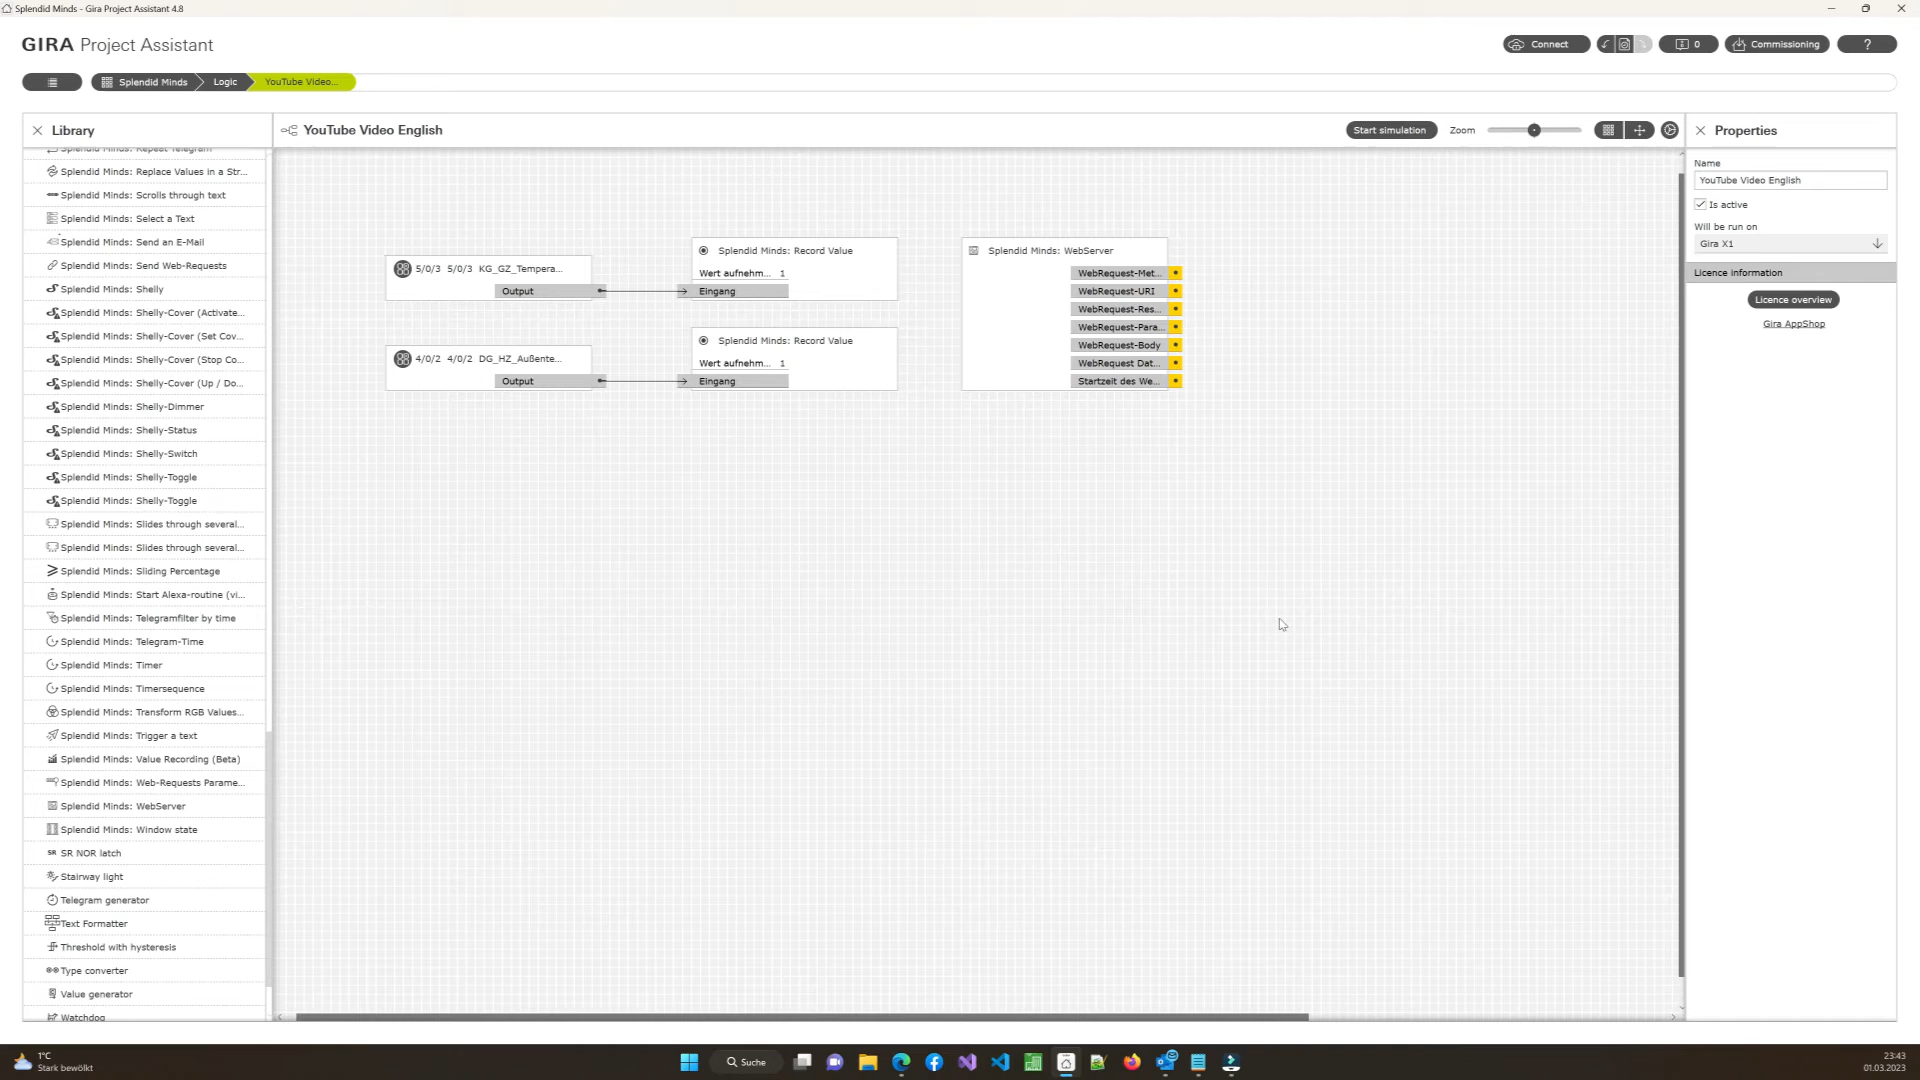 Splendid Minds - Gira Project Assistant 4.8
GIRA Project Assistant
Connect
0
Commissioning
?
Splendid Minds
Logic
YouTube Video...
Library
YouTube Video English
Start simulation
Zoom
Properties
Splendid Minds: Repeat Telegram
Splendid Minds: Replace Values in a Str...
Splendid Minds: Scrolls through text
Splendid Minds: Select a Text
Splendid Minds: Send an E-Mail
Splendid Minds: Send Web-Requests
Splendid Minds: Shelly
Splendid Minds: Shelly-Cover (Activate...
Splendid Minds: Shelly-Cover (Set Cov...
Splendid Minds: Shelly-Cover (Stop Co...
Splendid Minds: Shelly-Cover (Up / Do...
Splendid Minds: Shelly-Dimmer
Splendid Minds: Shelly-Status
Splendid Minds: Shelly-Switch
Splendid Minds: Shelly-Toggle
Splendid Minds: Shelly-Toggle
Splendid Minds: Slides through several...
Splendid Minds: Slides through several...
Splendid Minds: Sliding Percentage
Splendid Minds: Start Alexa-routine (vi...
Splendid Minds: Telegramfilter by time
Splendid Minds: Telegram-Time
Splendid Minds: Timer
Splendid Minds: Timersequence
Splendid Minds: Transform RGB Values...
Splendid Minds: Trigger a text
Splendid Minds: Value Recording (Beta)
Splendid Minds: Web-Requests Parame...
Splendid Minds: WebServer
Splendid Minds: Window state
SR SR NOR latch
Stairway light
Telegram generator
Text Formatter
Threshold with hysteresis
Type converter
Value generator
Watchdog
5/0/3 5/0/3 KG_GZ_Tempera...
Output
Splendid Minds: Record Value
Wert aufnehm... 1
Eingang
4/0/2 4/0/2 DG_HZ_Außente...
Output
Splendid Minds: Record Value
Wert aufnehm... 1
Eingang
Splendid Minds: WebServer
WebRequest-Met...
WebRequest-URI
WebRequest-Res...
WebRequest-Para...
WebRequest-Body
WebRequest Dat...
Startzeit des We...
Name
YouTube Video English
Is active
Will be run on
Gira X1
Licence information
Licence overview
Gira AppShop
1°C
Stark bewölkt
Suche
23:43
01.03.2023